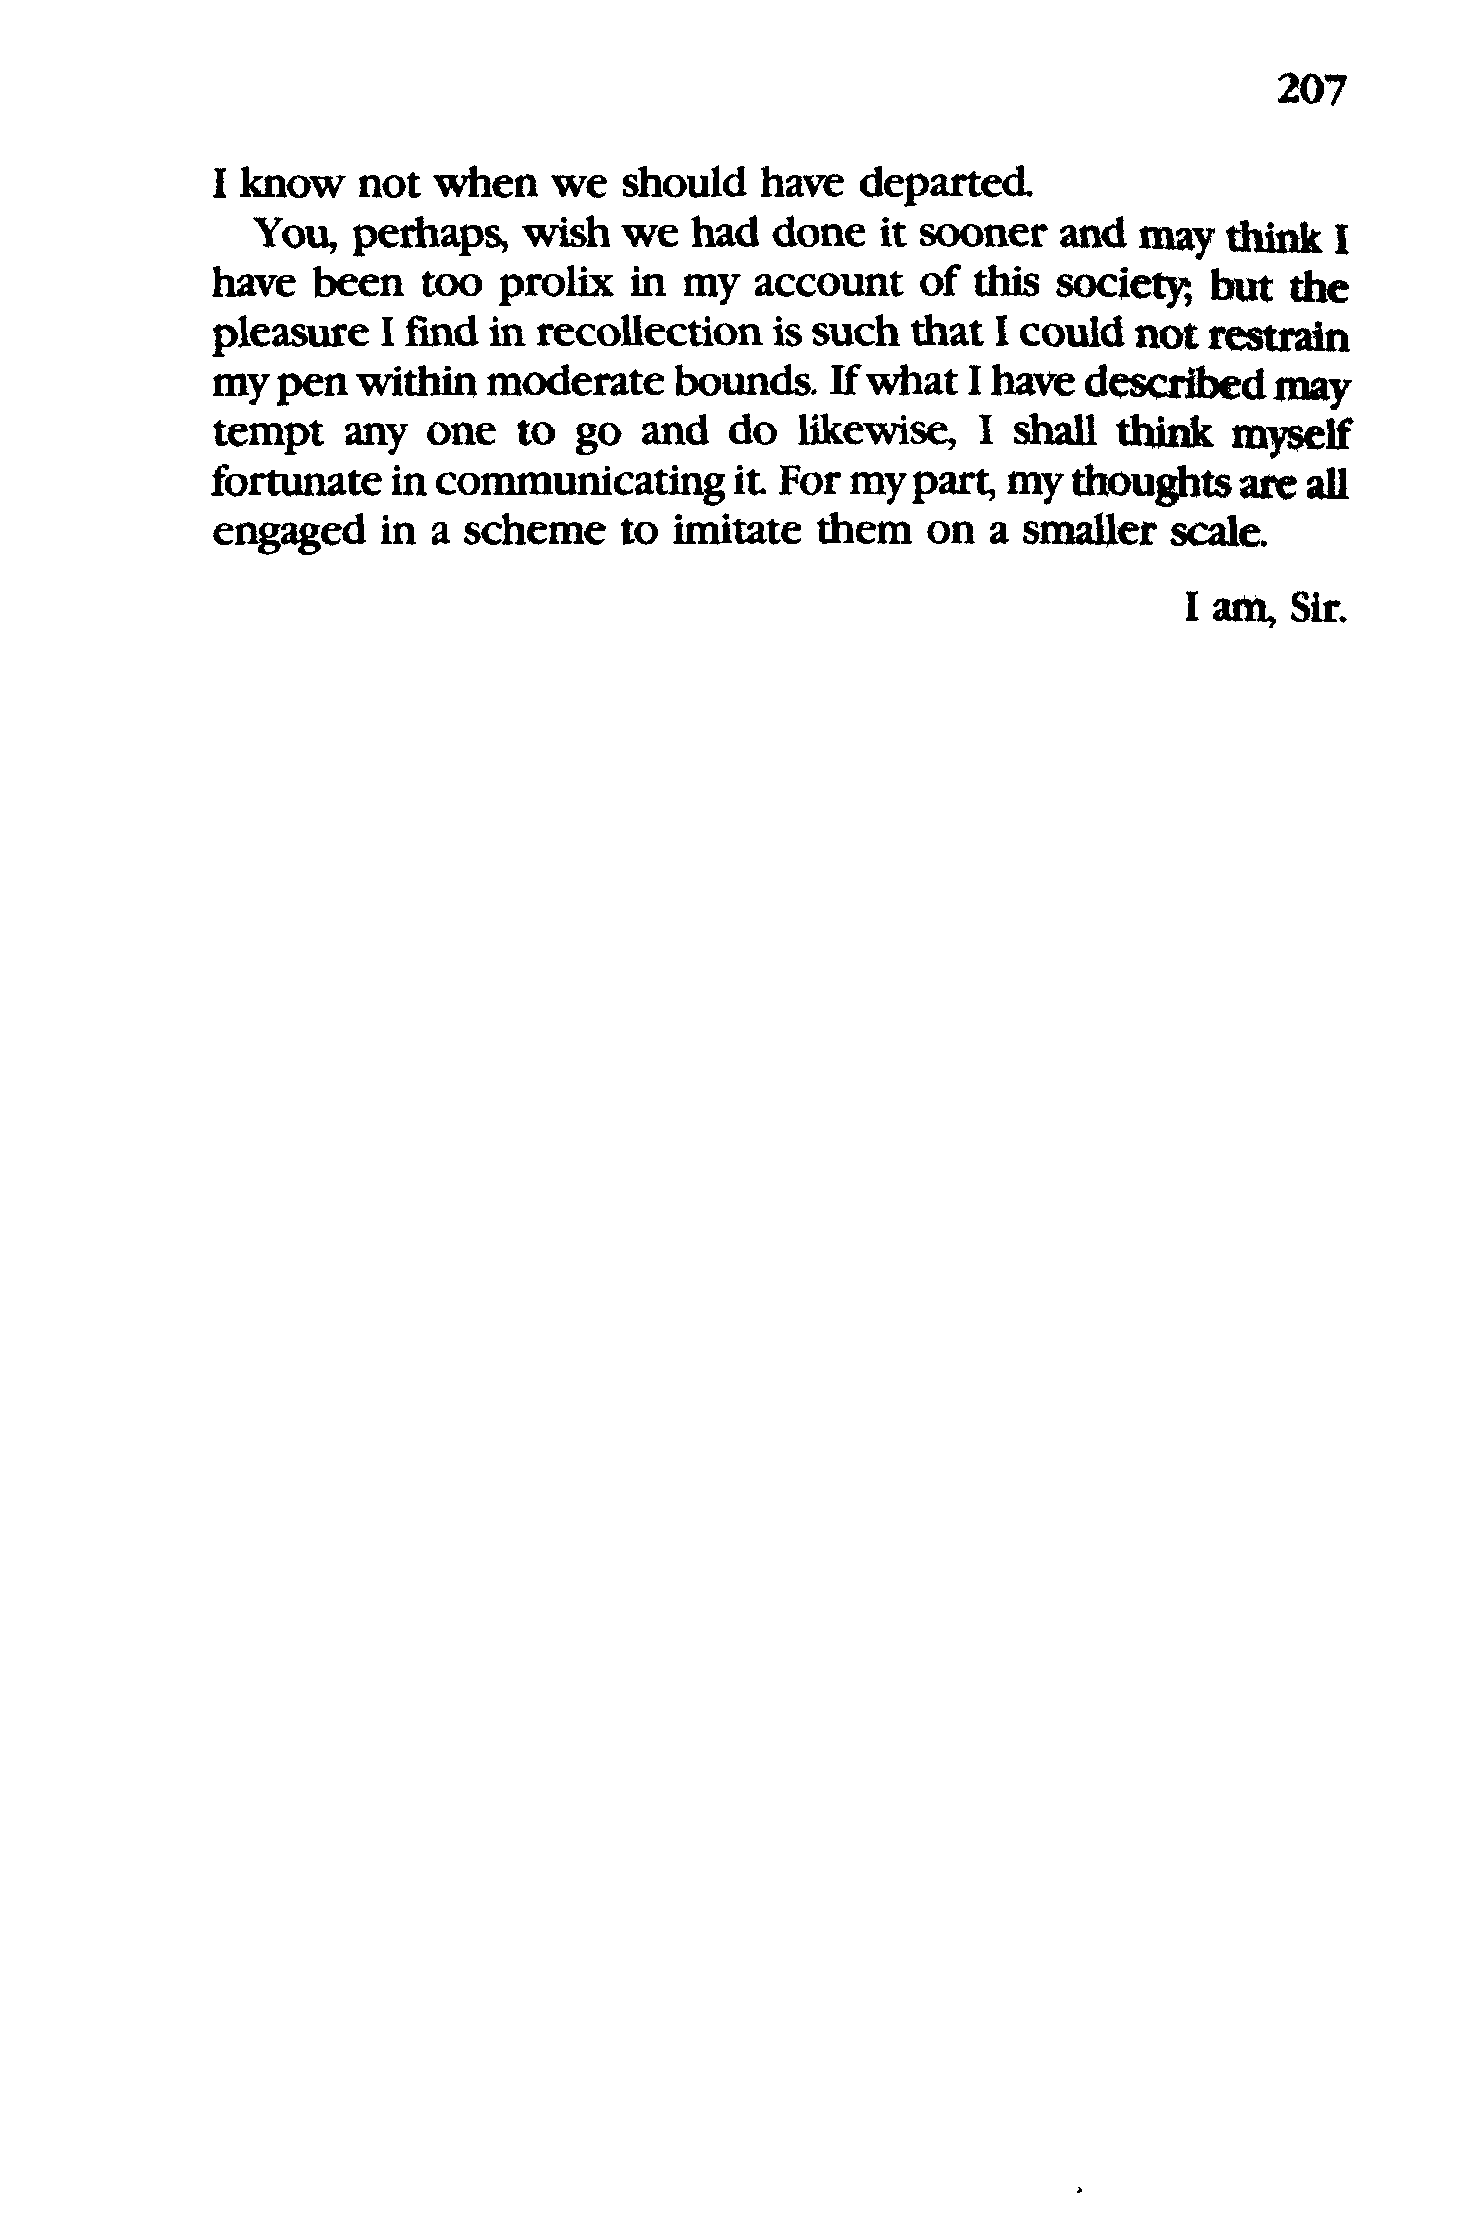 207
I know not when we should have departed.
You, perhaps, wish we had done it sooner and may think I
have been too prolix in my account of this society; but the
pleasure I find in recollection is such that I could not restrain
my pen within moderate bounds. If what I have described may
tempt any one to go and do likewise, I shall think myself
fortunate in communicating it. For my part, my thoughts are all
engaged in a scheme to imitate them on a smaller scale.
I am, Sir.